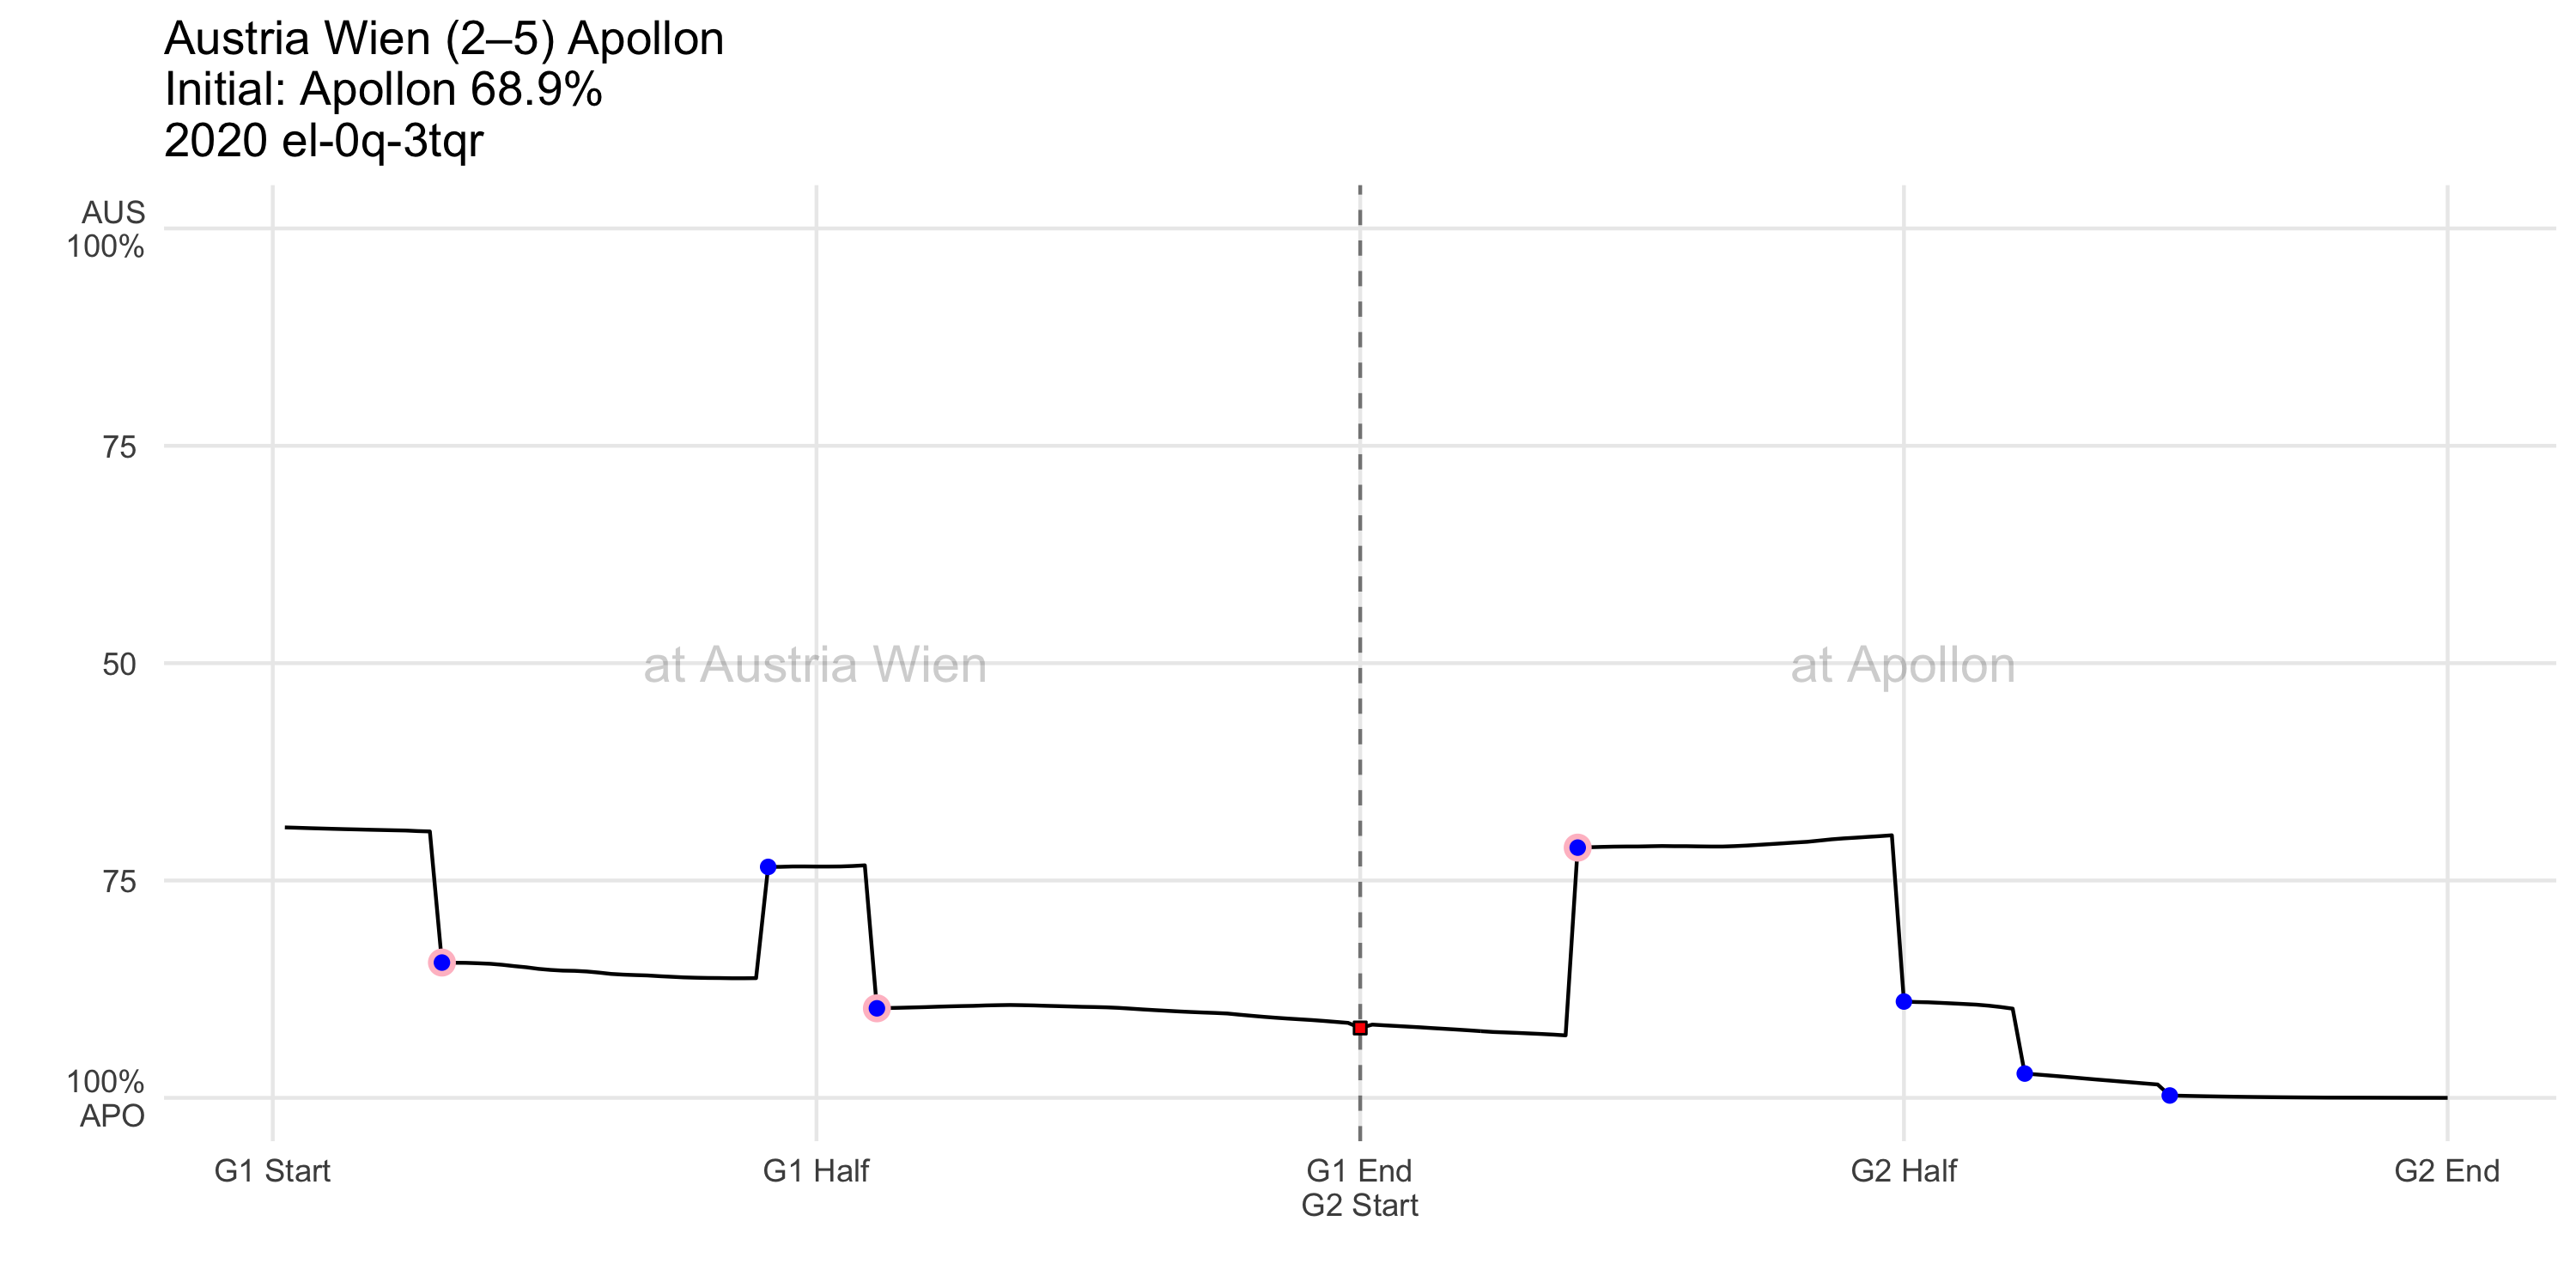 Austria Wien (2–5) Apollon
Initial: Apollon 68.9%
2020 el-0q-3tqr
AUS
100%
75
50
75
100%
APO
at Austria Wien
at Apollon
G1 Start
G1 Half
G1 End
G2 Start
G2 Half
G2 End